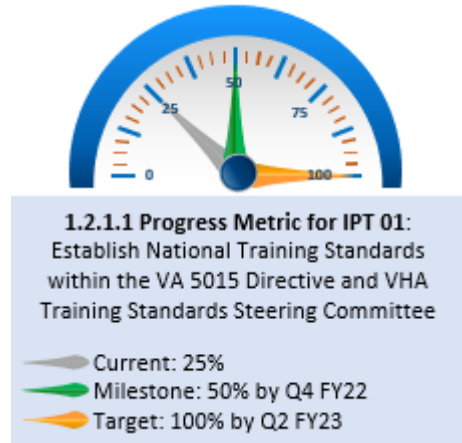 50
25
75
0
100
1.2.1.1 Progress Metric for IPT 01:
Establish National Training Standards
within the VA 5015 Directive and VHA
Training Standards Steering Committee
Current: 25%
Milestone: 50% by Q4 FY22
Target: 100% by Q2 FY23